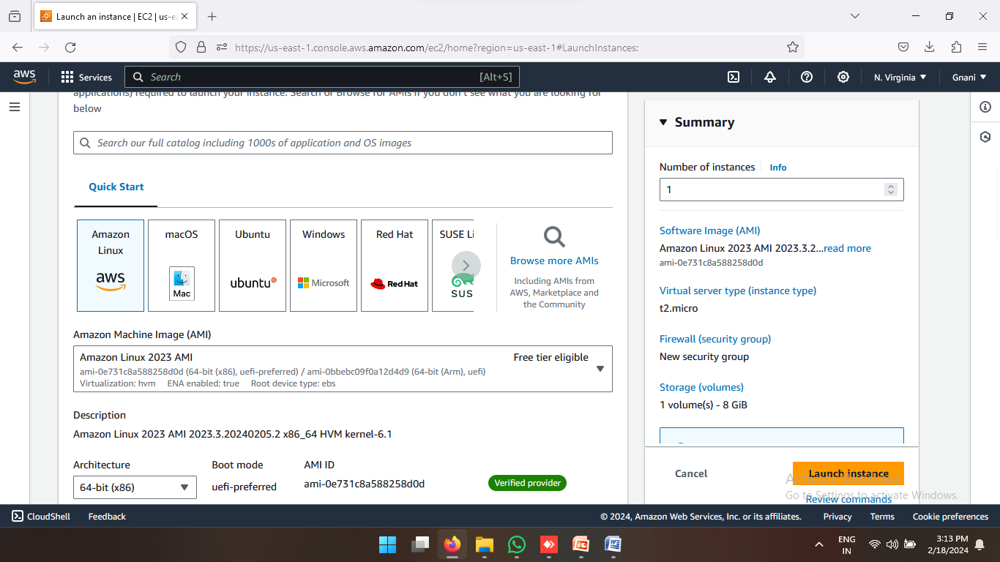 Launch an instance | EC2 | us-ea
https://us-east-1.console.aws.amazon.com/ec2/home?region=us-east-1#LaunchInstances:
aws
Services
Search
[Alt+S]
N. Virginia
Gnani
applications) required to launch your instance. Search or Browse for AMIs if you don't see what you are looking for
below
Search our full catalog including 1000s of application and OS images
Quick Start
Amazon
Linux
aws
macOS
Mac
Ubuntu
ubuntu
Windows
Microsoft
Red Hat
Red Hat
SUSE Li
SUS
Browse more AMIs
Including AMIs from
AWS, Marketplace and
the Community
Amazon Machine Image (AMI)
Amazon Linux 2023 AMI
Free tier eligible
ami-0e731c8a588258d0d (64-bit (x86), uefi-preferred) / ami-0bbebc09f0a12d4d9 (64-bit (Arm), uefi)
Virtualization: hvm ENA enabled: true Root device type: ebs
Description
Amazon Linux 2023 AMI 2023.3.20240205.2 x86_64 HVM kernel-6.1
Architecture
64-bit (x86)
Boot mode
uefi-preferred
AMI ID
ami-0e731c8a588258d0d
Verified provider
Summary
Number of instances
Info
1
Software Image (AMI)
Amazon Linux 2023 AMI 2023.3.2...read more
ami-0e731c8a588258d0d
Virtual server type (instance type)
t2.micro
Firewall (security group)
New security group
Storage (volumes)
1 volume(s) - 8 GiB
Cancel
Launch instance
Activate Windows
Go to Settings to activate Windows.
Review commands
CloudShell
Feedback
© 2024, Amazon Web Services, Inc. or its affiliates.
Privacy
Terms
Cookie preferences
ENG
IN
3:13 PM
2/18/2024